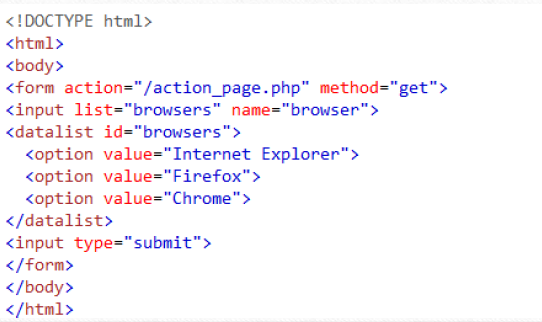 <!DOCTYPE html>
<html>
<body>
<form action="/action_page.php" method="get">
<input list="browsers" name="browser">
<datalist id="browsers">
  <option value="Internet Explorer">
  <option value="Firefox">
  <option value="Chrome">
</datalist>
<input type="submit">
</form>
</body>
</html>